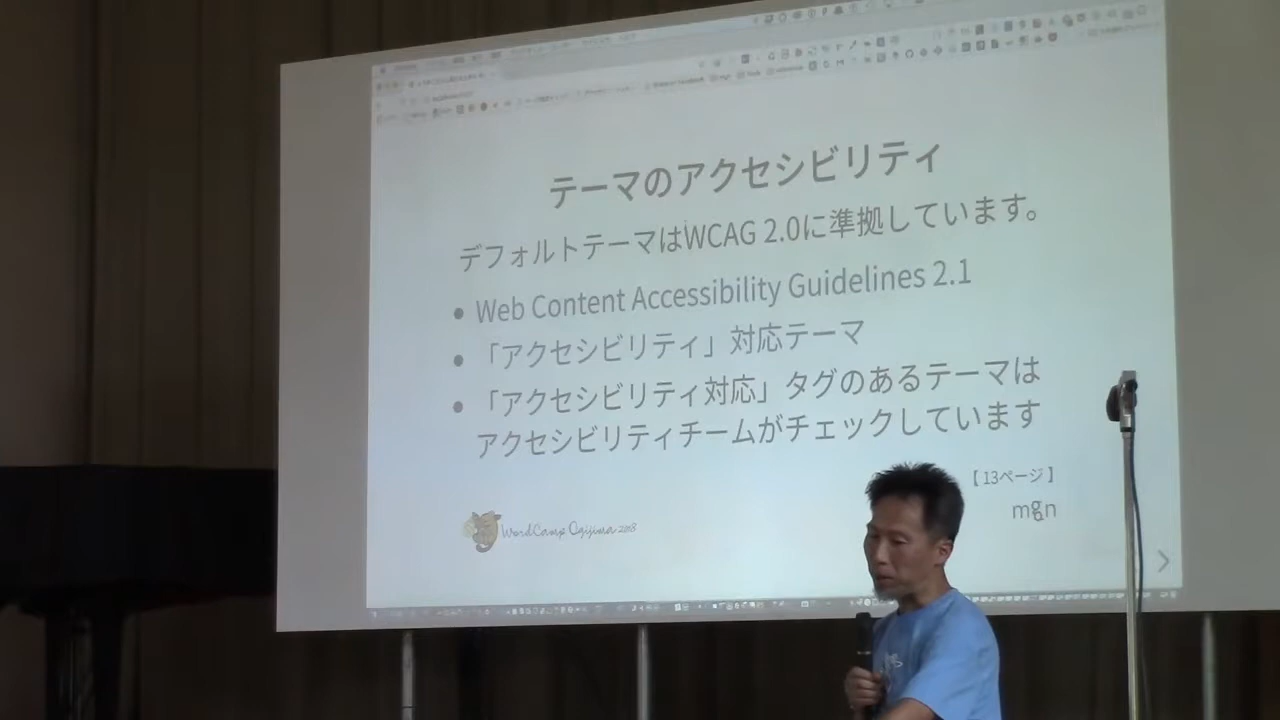 テーマのアクセシビリティ
デフォルトテーマはWCAG 2.0に準拠しています。
• Web Content Accessibility Guidelines 2.1
• 「アクセシビリティ」対応テーマ
• 「アクセシビリティ対応」タグのあるテーマは
アクセシビリティチームがチェックしています
【 13ページ 】
mgn
WordCamp Ogijima 2018